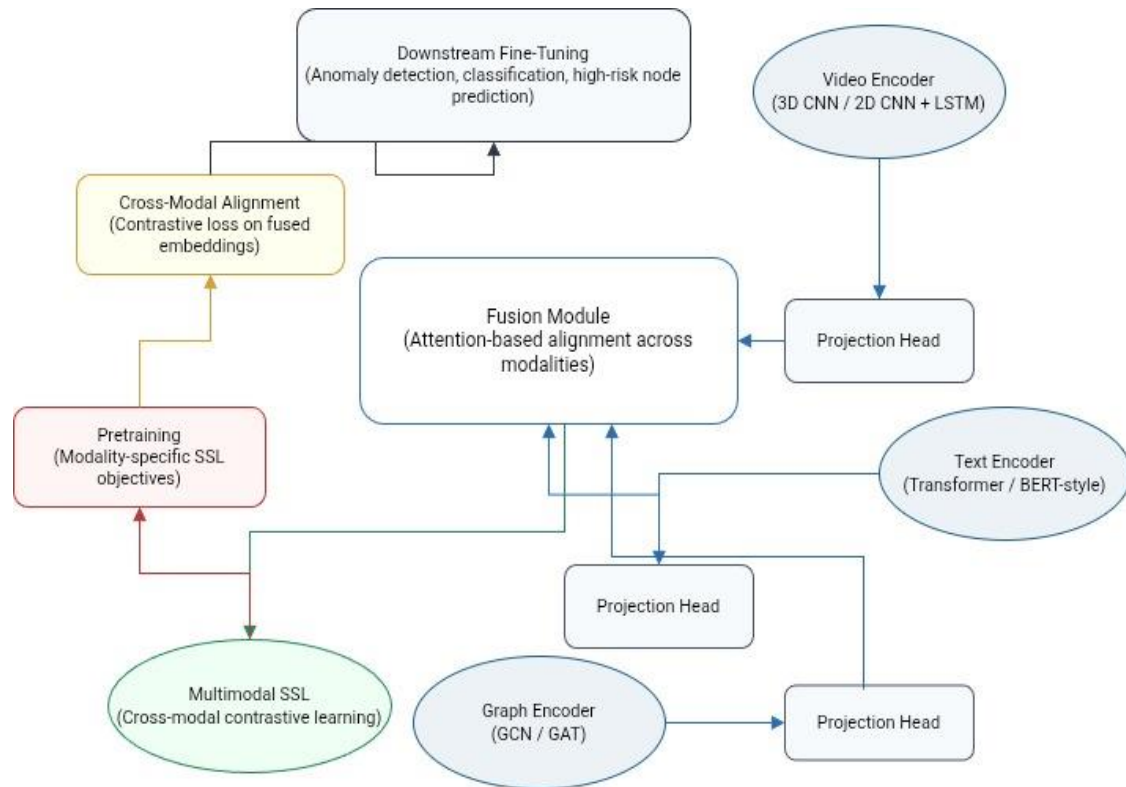 Downstream Fine-Tuning
(Anomaly detection, classification, high-risk node
prediction)
Video Encoder
(3D CNN / 2D CNN + LSTM)
Cross-Modal Alignment
(Contrastive loss on fused
embeddings)
Fusion Module
(Attention-based alignment across
modalities)
Projection Head
Pretraining
(Modality-specific SSL
objectives)
Text Encoder
(Transformer / BERT-style)
Projection Head
Multimodal SSL
(Cross-modal contrastive learning)
Graph Encoder
(GCN / GAT)
Projection Head